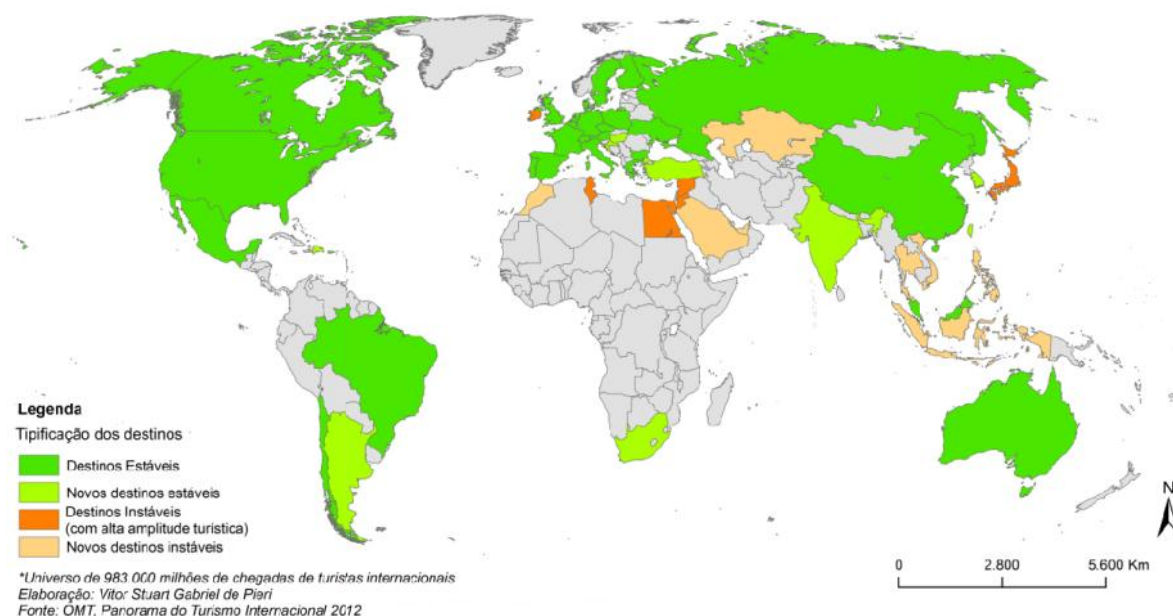 Legenda
Tipificação dos destinos
Destinos Estáveis
Novos destinos estáveis
Destinos Instáveis
(com alta amplitude turistica)
Novos destinos instáveis
*Universo de 983 000 milhões de chegadas de turistas internacionais
Elaboração: Vitor Stuart Gabriel de Pieri
Fonte: OMT, Panorama do Turismo Internacional 2012
N
0 2.800 5.600 Km